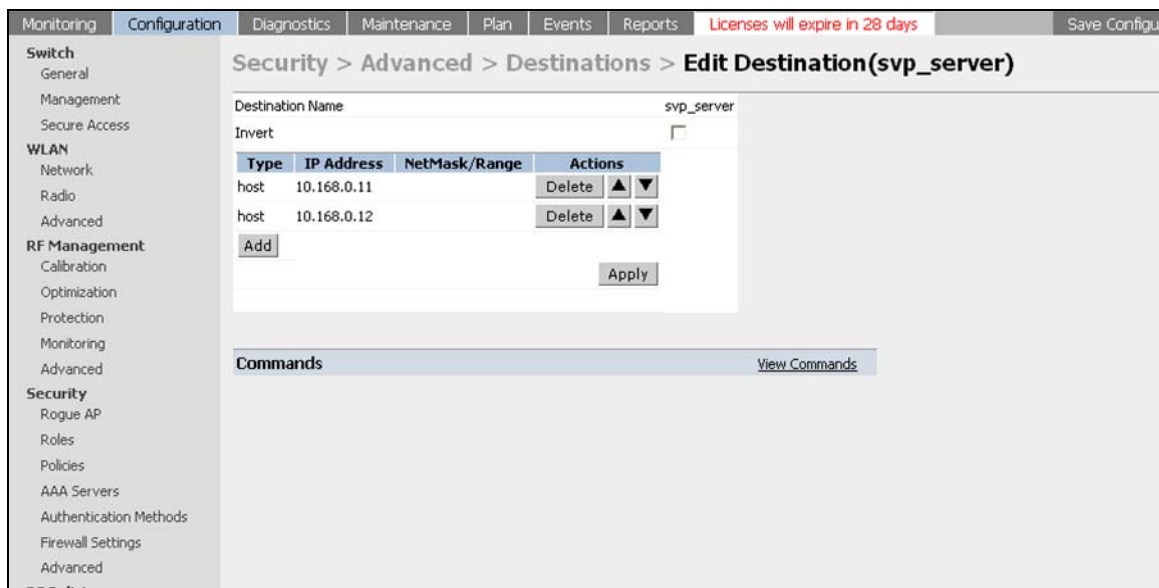 Monitoring Configuration Diagnostics Maintenance Plan Events Reports Licenses will expire in 28 days Save Configu
Switch
General
Management
Secure Access
WLAN
Network
Radio
Advanced
RF Management
Calibration
Optimization
Protection
Monitoring
Advanced
Security
Rogue AP
Roles
Policies
AAA Servers
Authentication Methods
Firewall Settings
Advanced
Security > Advanced > Destinations > Edit Destination(svp_server)
Destination Name svp_server
Invert
Type IP Address NetMask/Range Actions
host 10.168.0.11 Delete ▲ ▼
host 10.168.0.12 Delete ▲ ▼
Add
Apply
Commands View Commands